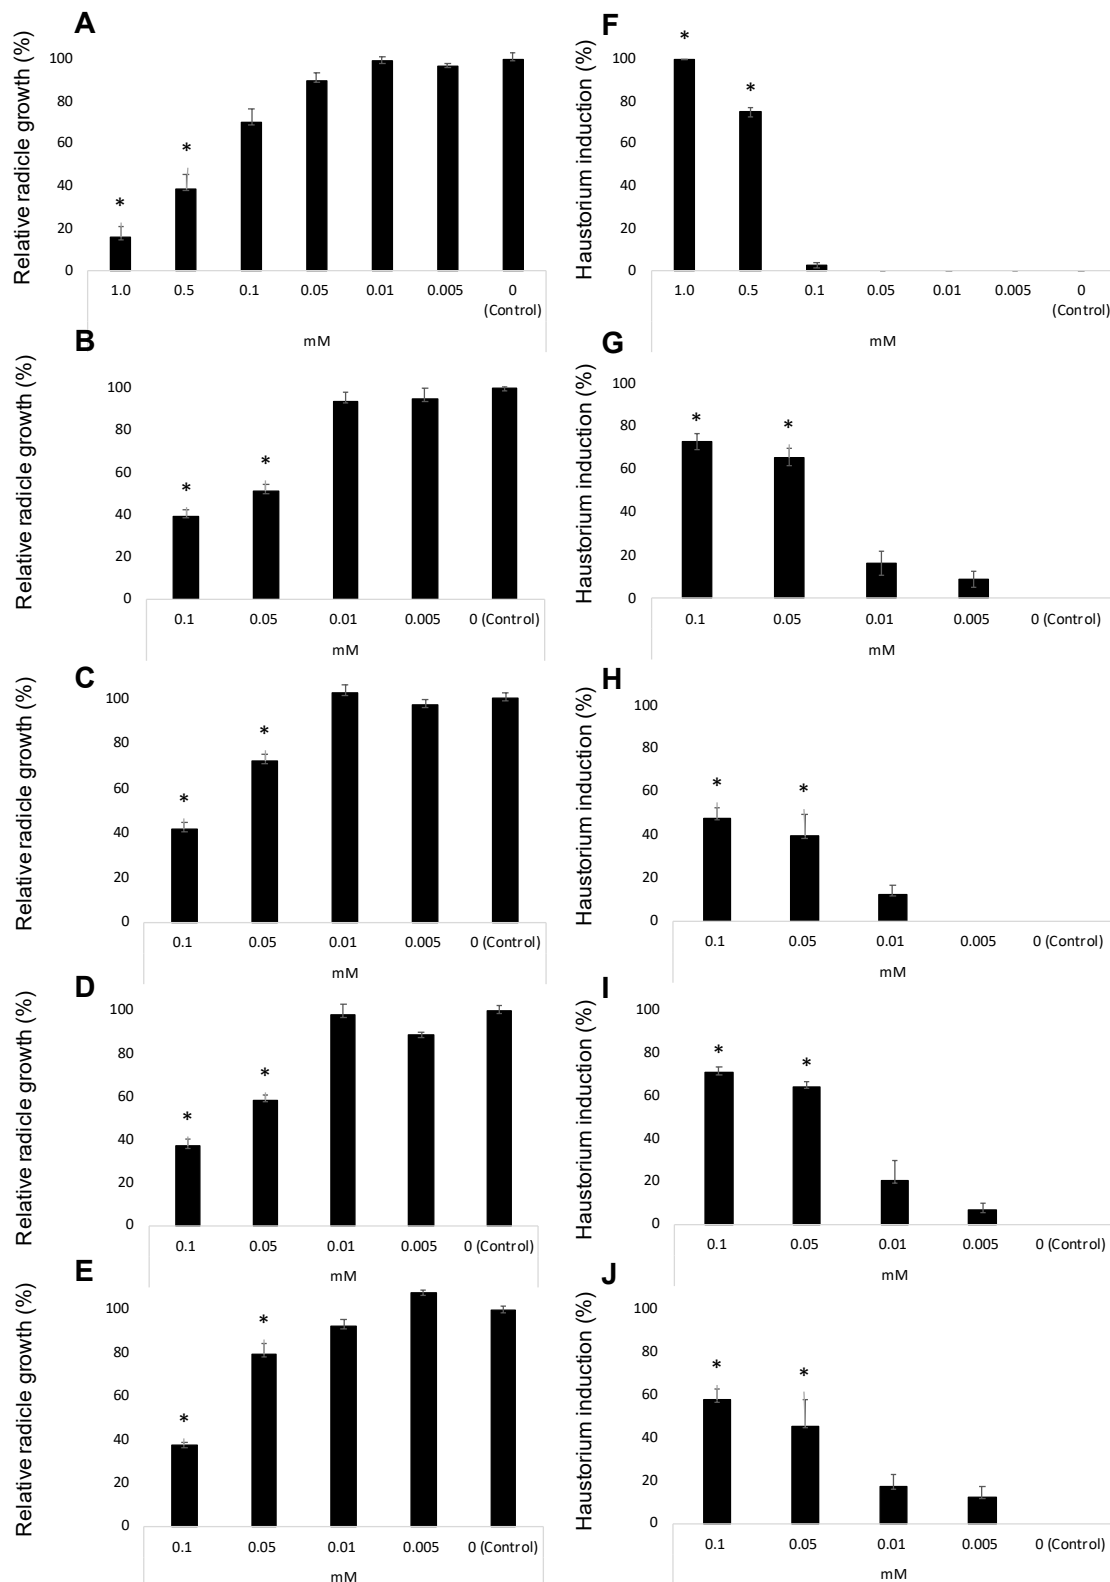 A
Relative radicle growth (%)
100
80
60
40
20
0
* *
1.0 0.5 0.1 0.05 0.01 0.005 0
(Control)
mM
F
Haustorium induction (%)
100
80
60
40
20
0
* *
1.0 0.5 0.1 0.05 0.01 0.005 0
(Control)
mM
B
Relative radicle growth (%)
100
80
60
40
20
0
* *
0.1 0.05 0.01 0.005 0 (Control)
mM
G
Haustorium induction (%)
100
80
60
40
20
0
* *
0.1 0.05 0.01 0.005 0 (Control)
mM
C
Relative radicle growth (%)
100
80
60
40
20
0
* *
0.1 0.05 0.01 0.005 0 (Control)
mM
H
Haustorium induction (%)
100
80
60
40
20
0
* *
0.1 0.05 0.01 0.005 0 (Control)
mM
D
Relative radicle growth (%)
100
80
60
40
20
0
* *
0.1 0.05 0.01 0.005 0 (Control)
mM
I
Haustorium induction (%)
100
80
60
40
20
0
* *
0.1 0.05 0.01 0.005 0 (Control)
mM
E
Relative radicle growth (%)
100
80
60
40
20
0
* *
0.1 0.05 0.01 0.005 0 (Control)
mM
J
Haustorium induction (%)
100
80
60
40
20
0
* *
0.1 0.05 0.01 0.005 0 (Control)
mM